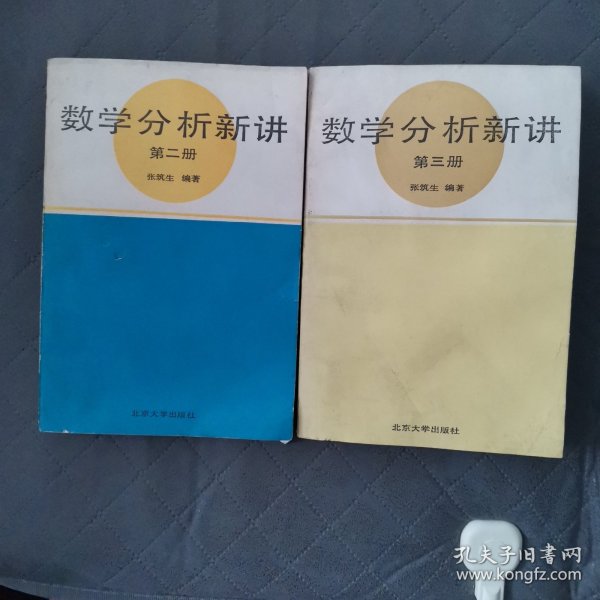 数学分析新讲
第二册
张筑生 编著
北京大学出版社
数学分析新讲
第三册
张筑生 编著
北京大学出版社
孔夫子旧书网
www.kongfz.com